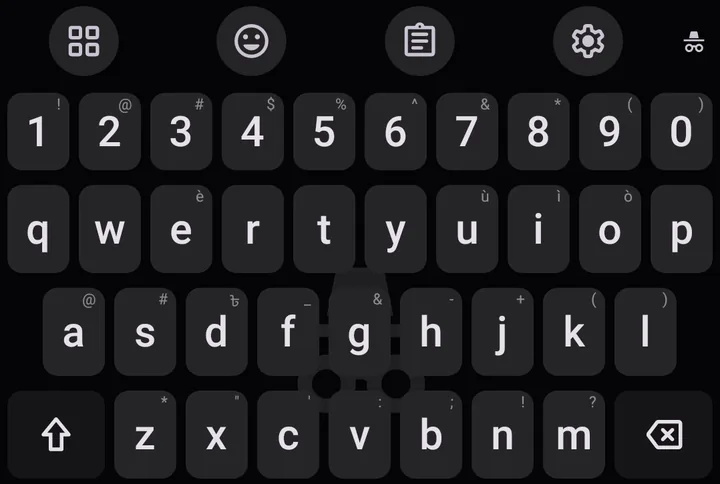 ! @ # $ % ^ & * ( )
1 2 3 4 5 6 7 8 9 0
è ù ì ò
q w e r t y u i o p
@ # _ & - + ( )
a s d f g h j k l
* " ' : ; ! ?
z x c v b n m